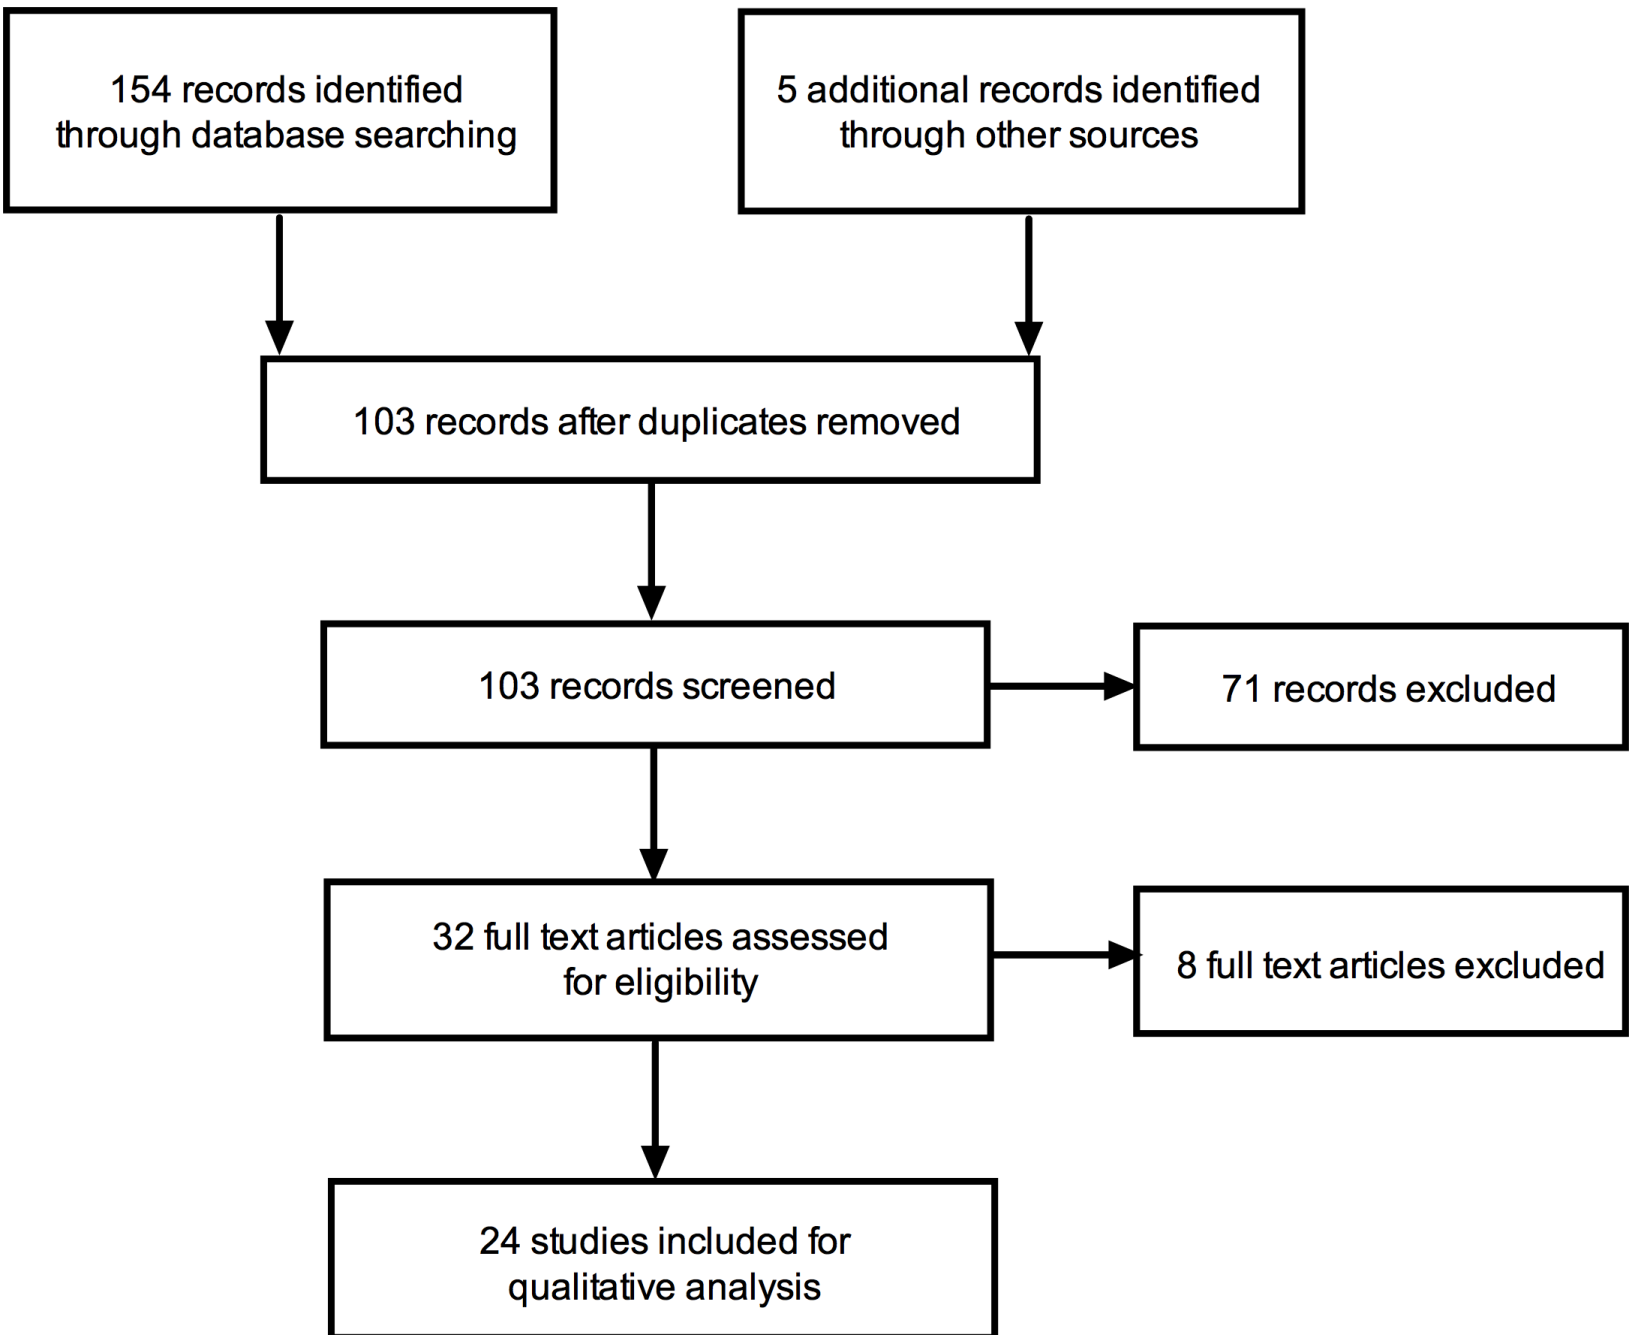 154 records identified
through database searching
5 additional records identified
through other sources
103 records after duplicates removed
103 records screened
71 records excluded
32 full text articles assessed
for eligibility
8 full text articles excluded
24 studies included for
qualitative analysis